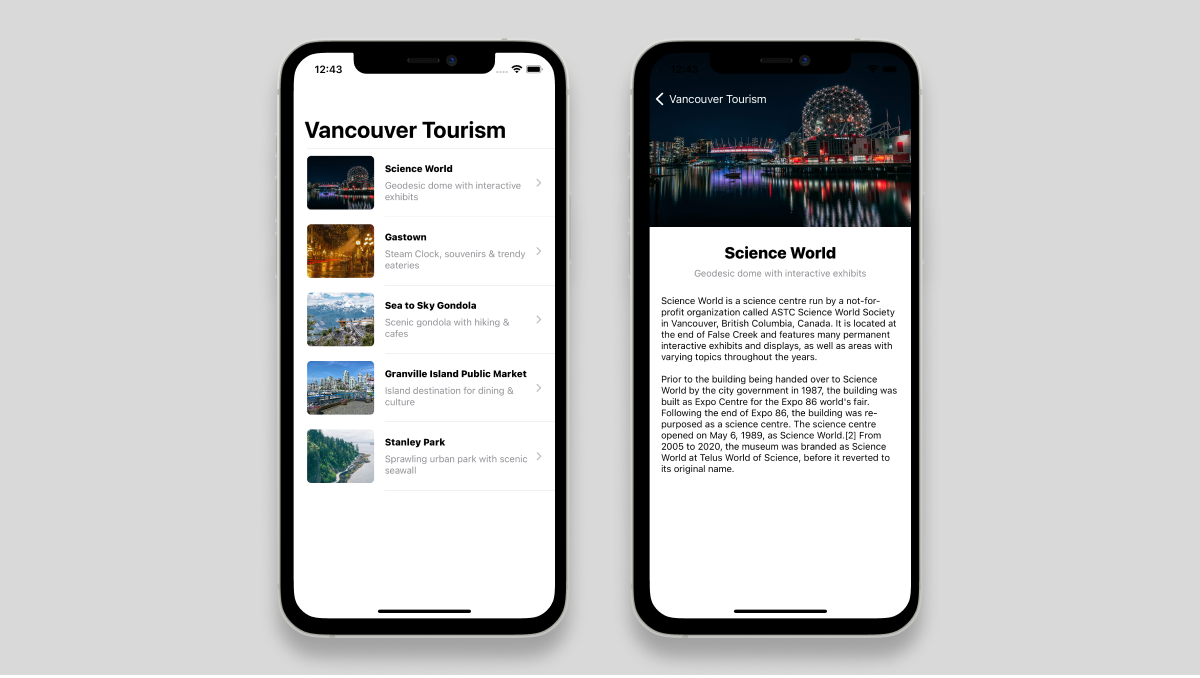 12:43
Vancouver Tourism
Science World
Geodesic dome with interactive
exhibits
Gastown
Steam Clock, souvenirs & trendy
eateries
Sea to Sky Gondola
Scenic gondola with hiking &
cafes
Granville Island Public Market
Island destination for dining &
culture
Stanley Park
Sprawling urban park with scenic
seawall
12:43
Vancouver Tourism
Science World
Geodesic dome with interactive exhibits
Science World is a science centre run by a not-for-
profit organization called ASTC Science World Society
in Vancouver, British Columbia, Canada. It is located at
the end of False Creek and features many permanent
interactive exhibits and displays, as well as areas with
varying topics throughout the years.
Prior to the building being handed over to Science
World by the city government in 1987, the building was
built as Expo Centre for the Expo 86 world's fair.
Following the end of Expo 86, the building was re-
purposed as a science centre. The science centre
opened on May 6, 1989, as Science World.[2] From
2005 to 2020, the museum was branded as Science
World at Telus World of Science, before it reverted to
its original name.